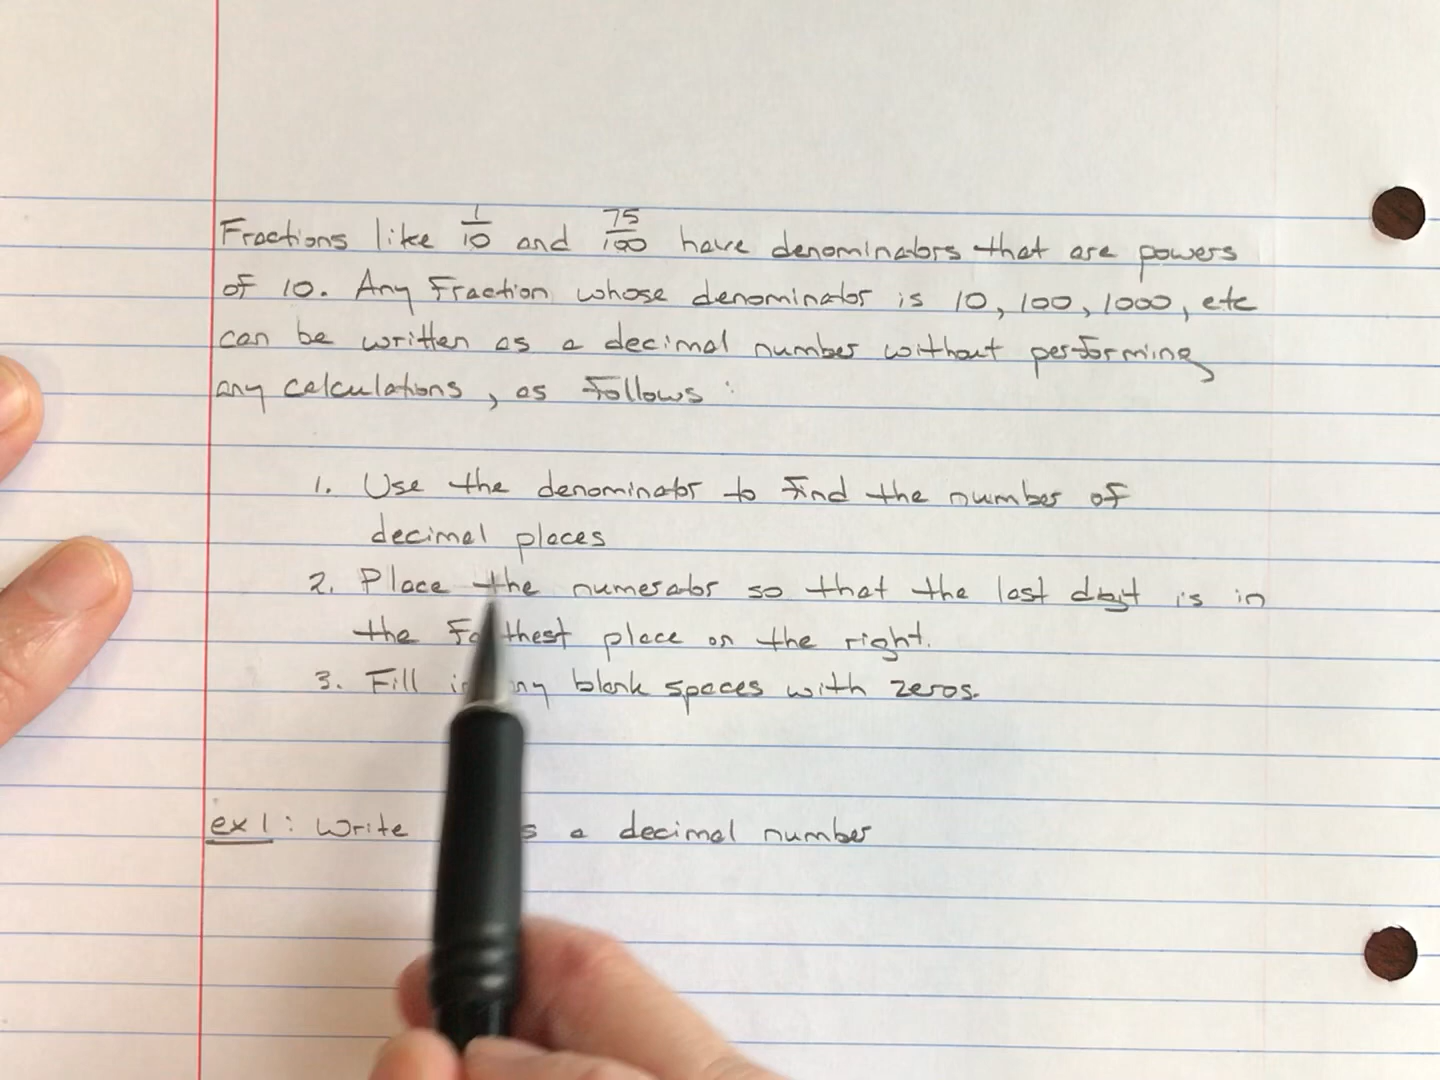 Fractions like 1/10 and 75/100 have denominators that are powers
of 10. Any fraction whose denominator is 10, 100, 1000, etc
can be written as a decimal number without performing
any calculations, as follows:
1. Use the denominator to find the number of
decimal places
2. Place the numerator so that the last digit is in
the place on the right.
3. Fill blank spaces with zeros.
ex 1: Write a decimal number